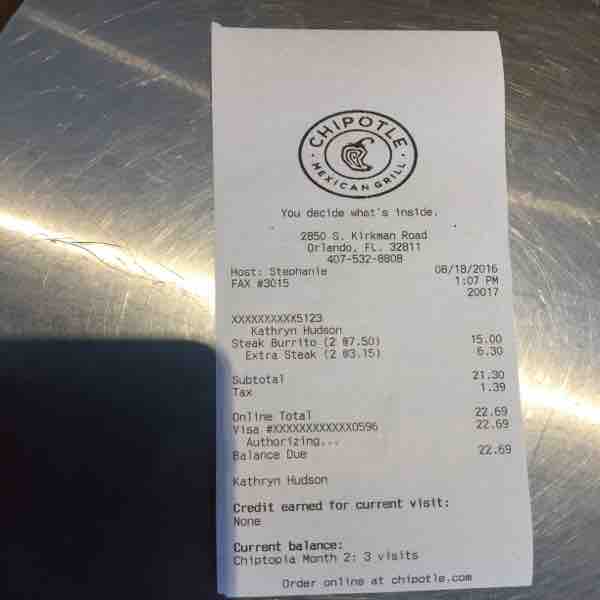 CHIPOTLE
MEXICAN GRILL
You decide what's inside.
2850 S. Kirkman Road
Orlando, FL. 32811
407-532-8808
Host: Stephanie 08/18/2016
FAX #3015 1:07 PM
20017
XXXXXXXXXX5123
Kathryn Hudson
Steak Burrito (2 @7.50) 15.00
Extra Steak (2 @3.15) 6.30
Subtotal 21.30
Tax 1.39
Online Total 22.69
Visa #XXXXXXXXXXXX0596 22.69
Authorizing...
Balance Due 22.69
Kathryn Hudson
Credit earned for current visit:
None
Current balance:
Chiptopia Month 2: 3 visits
Order online at chipotle.com